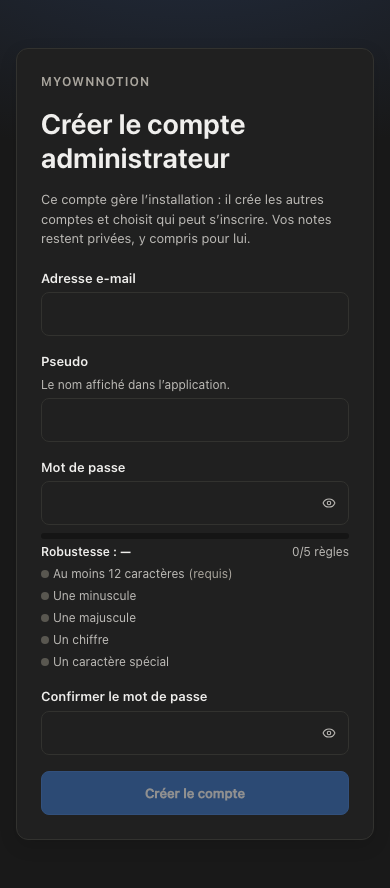 MYOWNNOTION
Créer le compte
administrateur
Ce compte gère l’installation : il crée les autres
comptes et choisit qui peut s’inscrire. Vos notes
restent privées, y compris pour lui.
Adresse e-mail
Pseudo
Le nom affiché dans l’application.
Mot de passe
Robustesse : —
0/5 règles
Au moins 12 caractères (requis)
Une minuscule
Une majuscule
Un chiffre
Un caractère spécial
Confirmer le mot de passe
Créer le compte